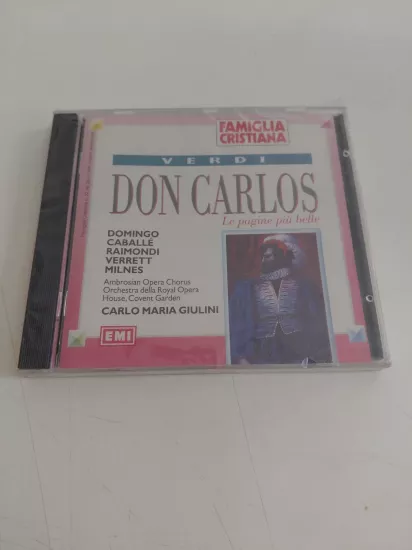 FAMIGLIA
CRISTIANA
VERDI
DON CARLOS
Le pagine più belle
DOMINGO
CABALLÉ
RAIMONDI
VERRETT
MILNES
Ambrosian Opera Chorus
Orchestra della Royal Opera
House, Covent Garden
CARLO MARIA GIULINI
EMI